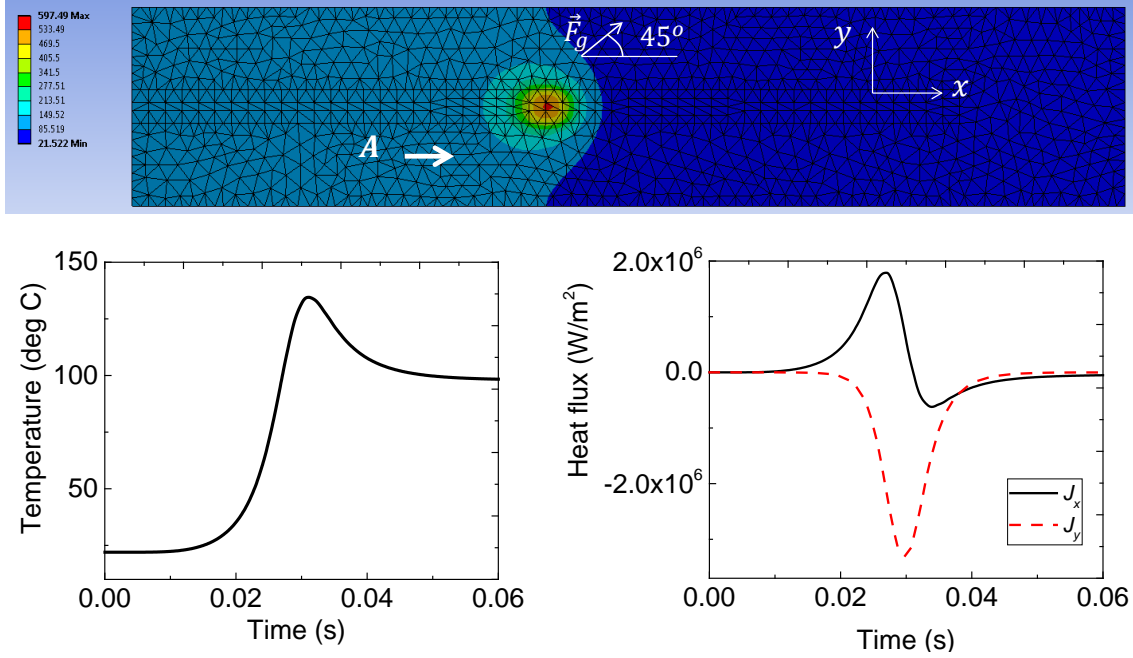 597.49 Max
533.49
469.5
405.5
341.5
277.51
213.51
149.52
85.519
21.522 Min
F⃗g 45°
y
x
A
150
100
50
Temperature (deg C)
0.00 0.02 0.04 0.06
Time (s)
2.0x10⁶
0.0
-2.0x10⁶
Heat flux (W/m²)
Jx
Jy
0.00 0.02 0.04 0.06
Time (s)